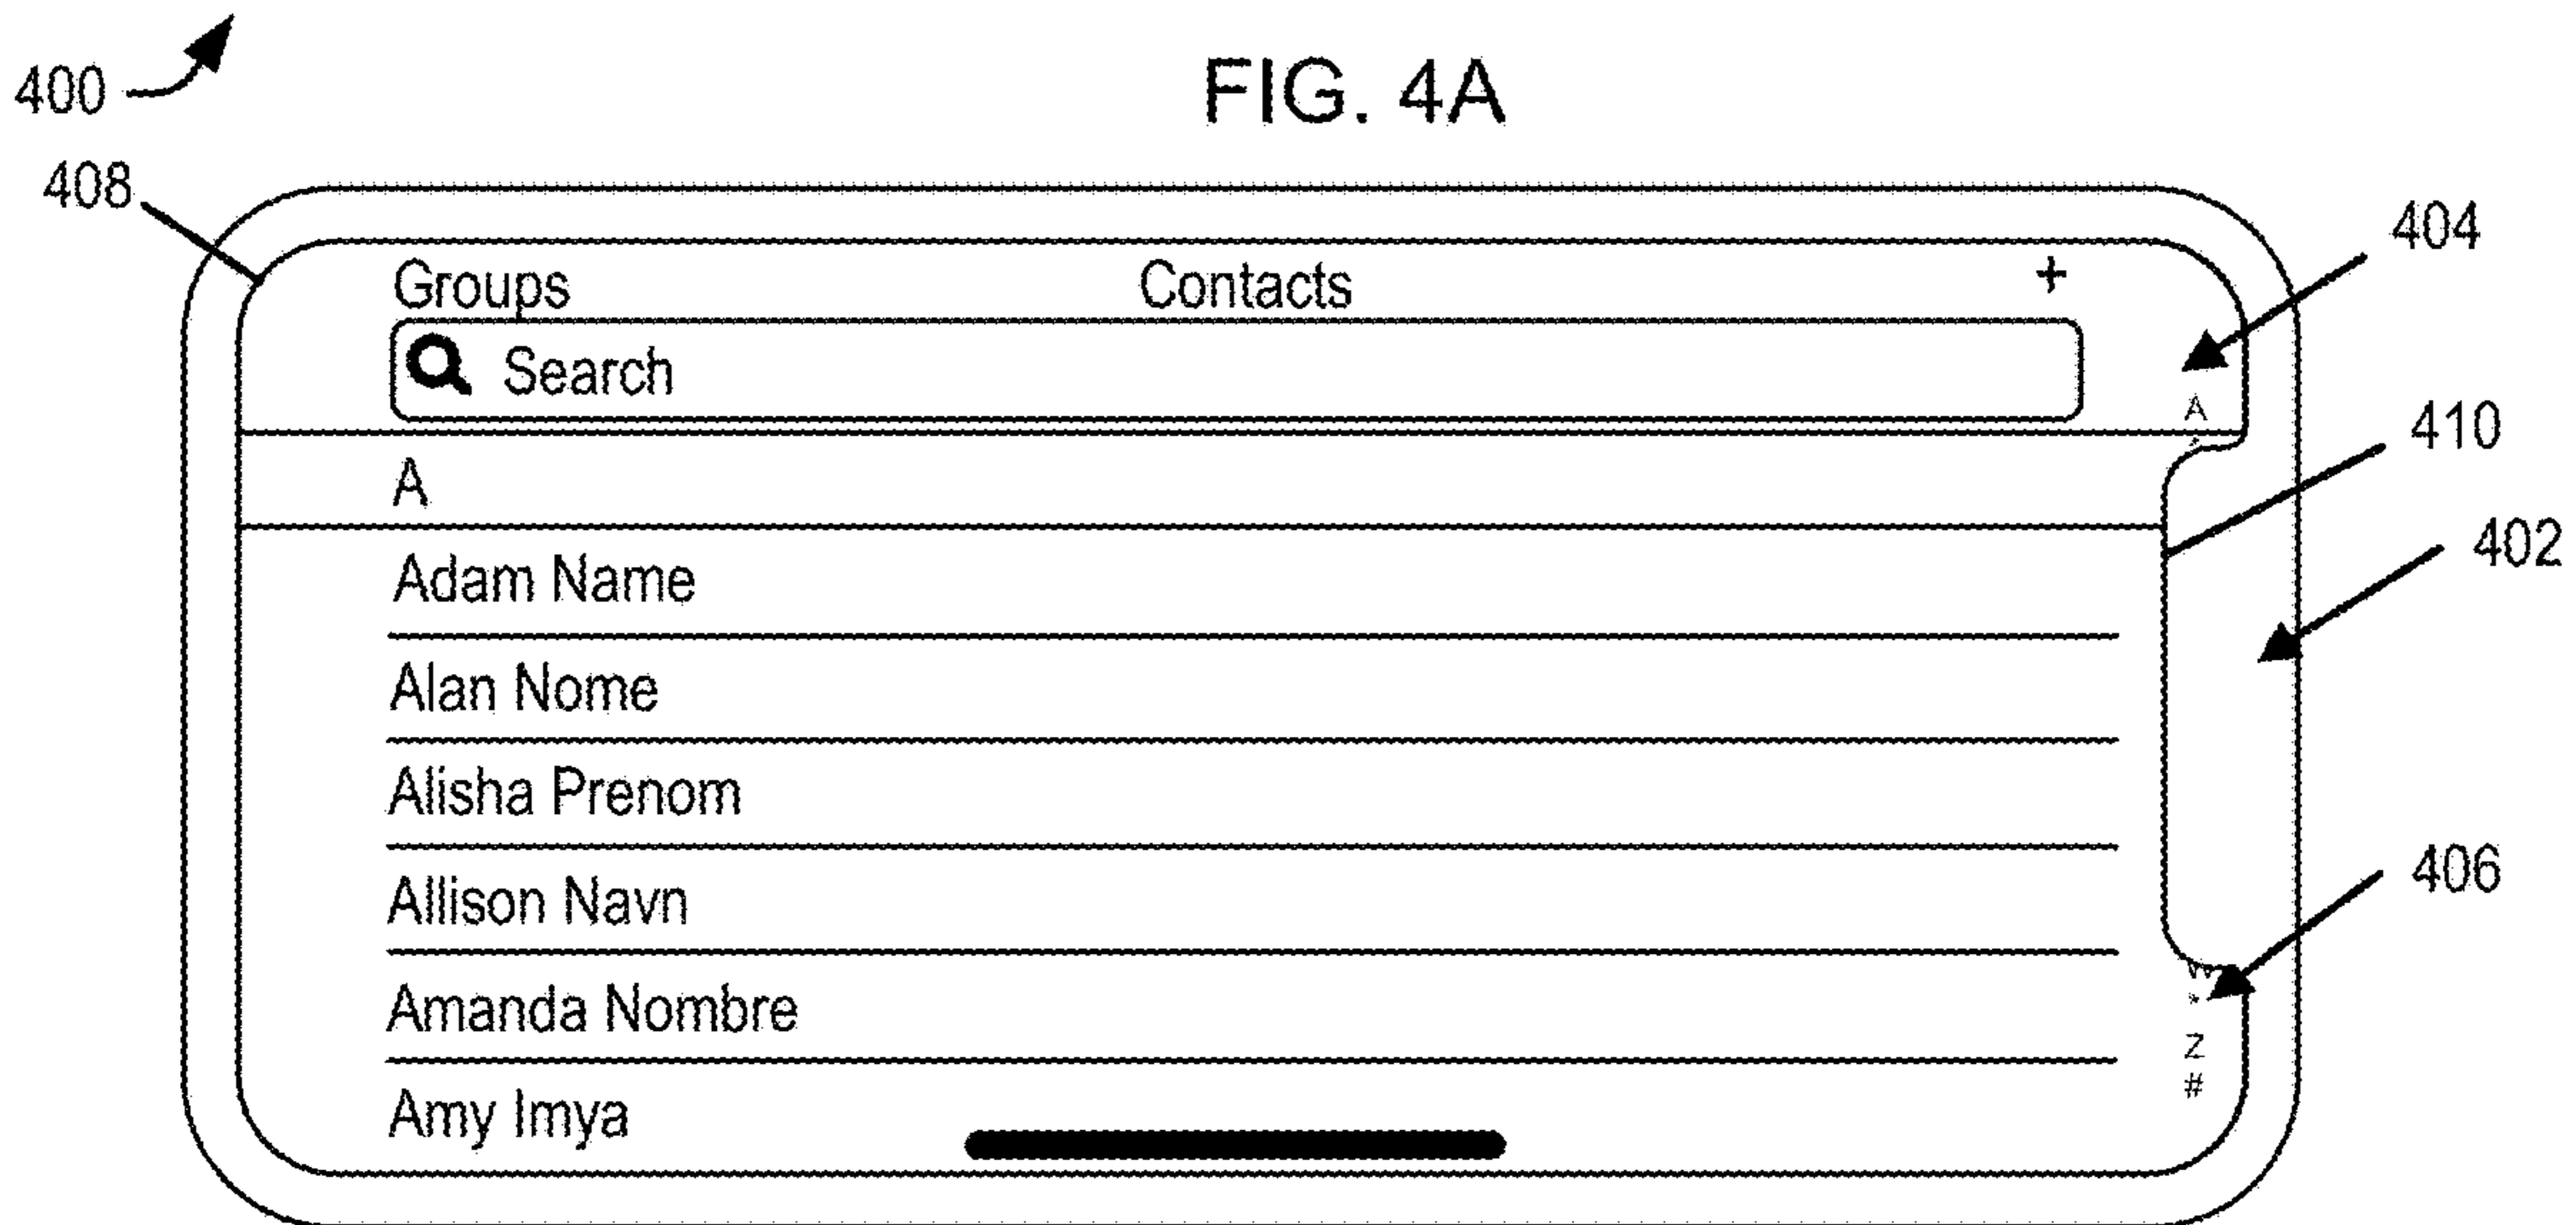 400
FIG. 4A
408
404
Groups Contacts +
Search
A
410
A
402
Adam Name
Alan Nome
Alisha Prenom
406
Allison Navn
W
Amanda Nombre
Z
#
Amy Imya